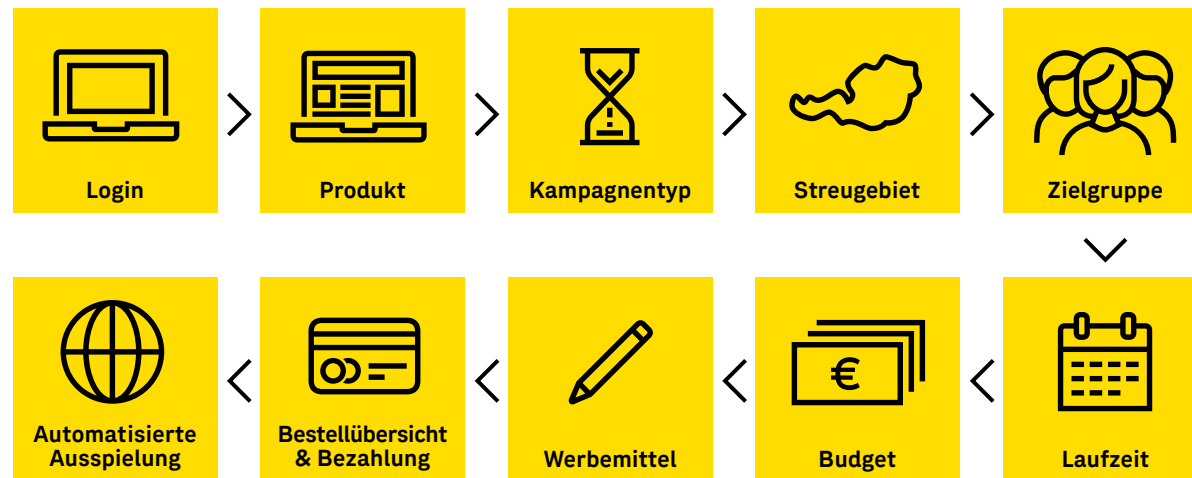 Login
Produkt
Kampagnentyp
Streugebiet
Zielgruppe
Laufzeit
€
Budget
Werbemittel
Bestellübersicht
& Bezahlung
Automatisierte
Ausspielung